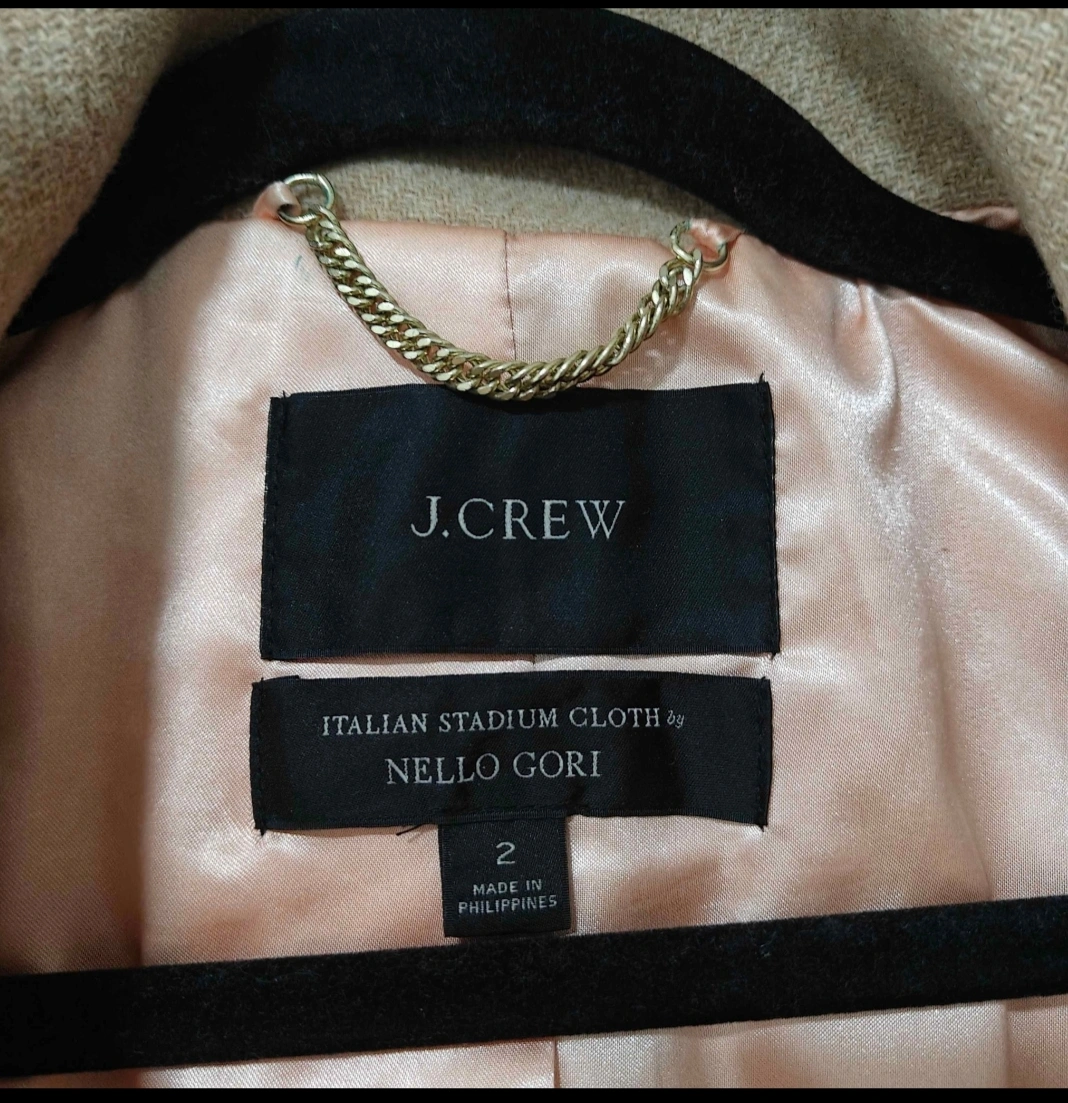 J.CREW
ITALIAN STADIUM CLOTH by
NELLO GORI
2
MADE IN
PHILIPPINES